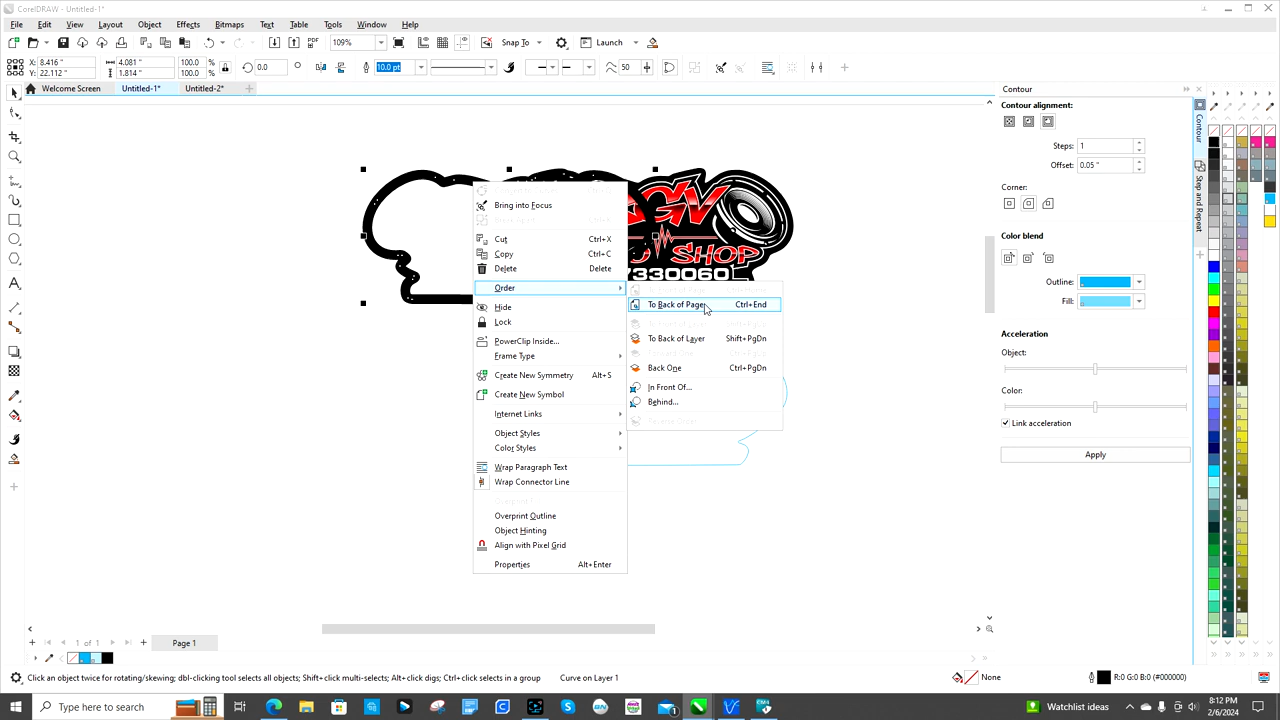 CorelDRAW - Untitled-1*
File Edit View Layout Object Effects Bitmaps Text Table Tools Window Help
PDF 109% Snap To Launch
X: 8.416 " 4.081 " 100.0 % 0.0 ° 10.0 pt 50
Y: 22.112 " 1.814 " 100.0 %
Welcome Screen Untitled-1* Untitled-2*
Contour
Contour alignment:
Steps: 1
Offset: 0.05 "
Corner:
Color blend
Outline:
Fill:
Acceleration
Object:
Color:
Link acceleration
Apply
Contour
Step and Repeat
GV
SHOP
7330060
Bring into Focus
Cut Ctrl+X
Copy Ctrl+C
Delete Delete
Order
Hide
Lock
PowerClip Inside...
Frame Type
Create New Symmetry Alt+S
Create New Symbol
Internet Links
Object Styles
Color Styles
Wrap Paragraph Text
Wrap Connector Line
Overprint Outline
Object Hinting
Align with Pixel Grid
Properties Alt+Enter
To Back of Page Ctrl+End
To Back of Layer Shift+PgDn
Back One Ctrl+PgDn
In Front Of...
Behind...
1 of 1 Page 1
Click an object twice for rotating/skewing; dbl-clicking tool selects all objects; Shift+click multi-selects; Alt+click digs; Ctrl+click selects in a group Curve on Layer 1 None R:0 G:0 B:0 (#000000)
Type here to search Watchlist ideas 8:12 PM
2/6/2024